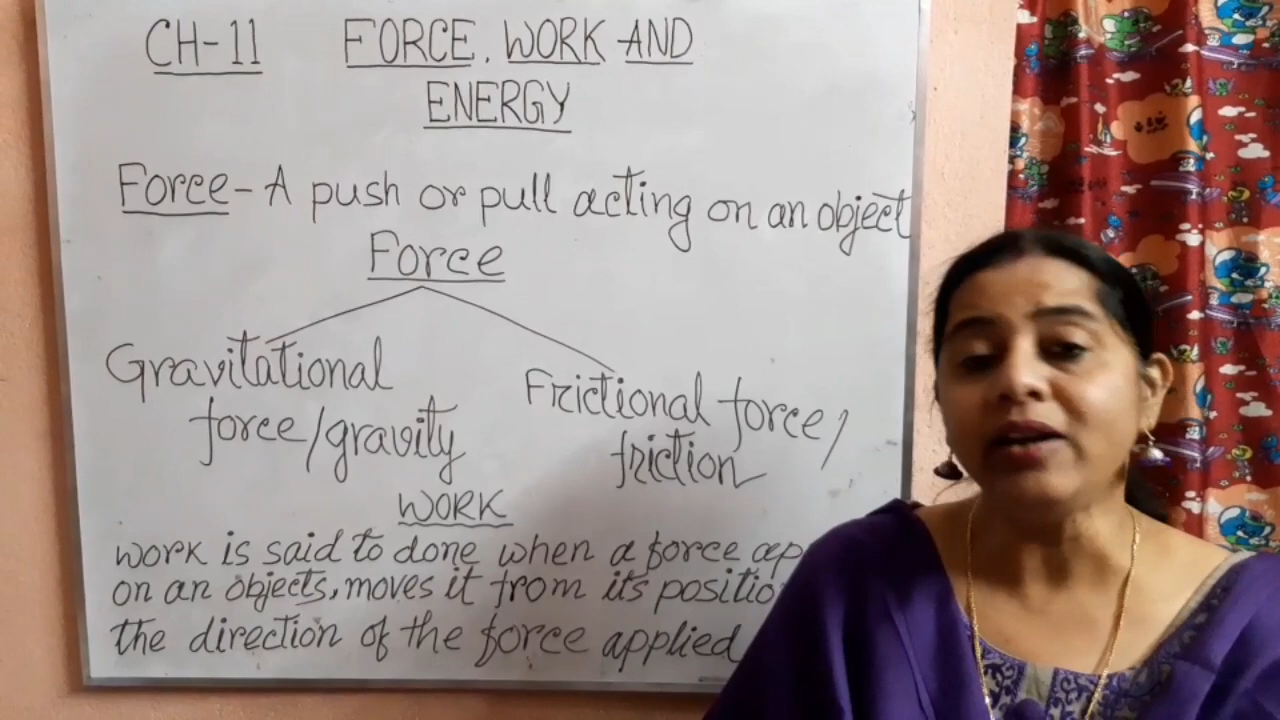 CH-11 FORCE, WORK AND
ENERGY
Force - A push or pull acting on an object
Force
Gravitational
force/gravity
Frictional force/
friction
WORK
work is said to done when a force
on an objects, moves it from its
the direction of the force applied